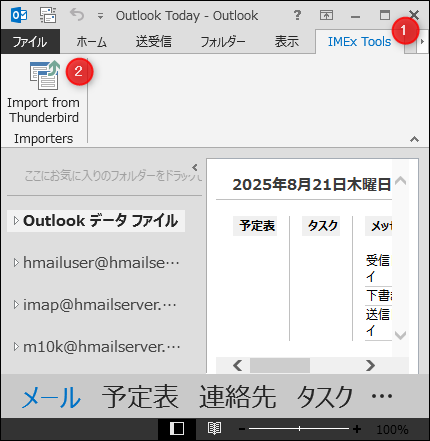 Outlook Today - Outlook
?
1
ファイル ホーム 送受信 フォルダー 表示 IMEx Tools
2
Import from
Thunderbird
Importers
ここにお気に入りのフォルダーをドラッグ
Outlook データ ファイル
hmailuser@hmailse…
imap@hmailserver.…
m10k@hmailserver.…
2025年8月21日木曜日
予定表 タスク メッセ
受信
イ
下書き
送信
イ
メール 予定表 連絡先 タスク …
100%